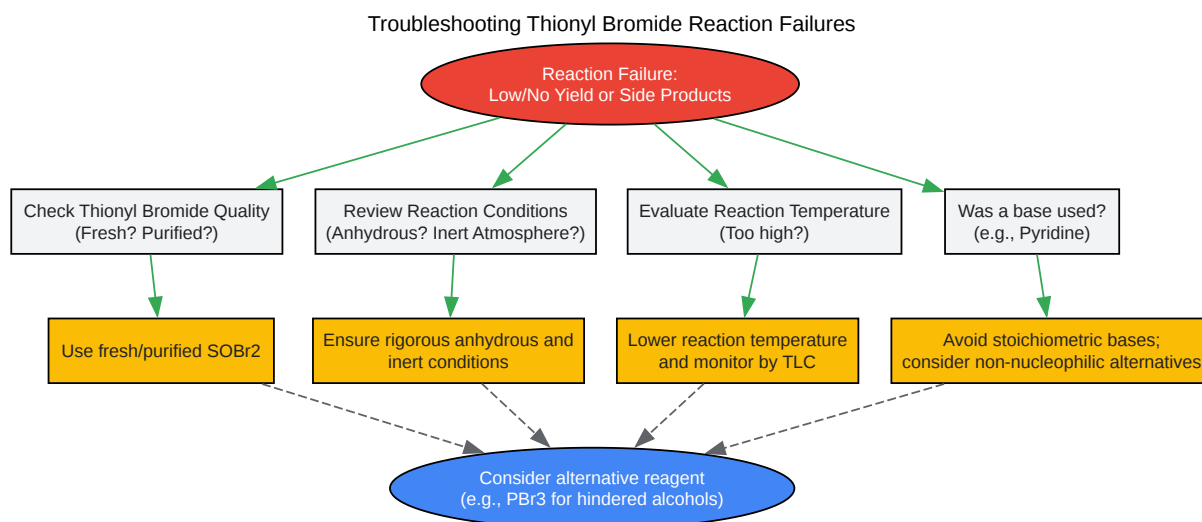 Troubleshooting Thionyl Bromide Reaction Failures
Reaction Failure:
Low/No Yield or Side Products
Check Thionyl Bromide Quality
(Fresh? Purified?)
Review Reaction Conditions
(Anhydrous? Inert Atmosphere?)
Evaluate Reaction Temperature
(Too high?)
Was a base used?
(e.g., Pyridine)
Use fresh/purified SOBr2
Ensure rigorous anhydrous and
inert conditions
Lower reaction temperature
and monitor by TLC
Avoid stoichiometric bases;
consider non-nucleophilic alternatives
Consider alternative reagent
(e.g., PBr3 for hindered alcohols)